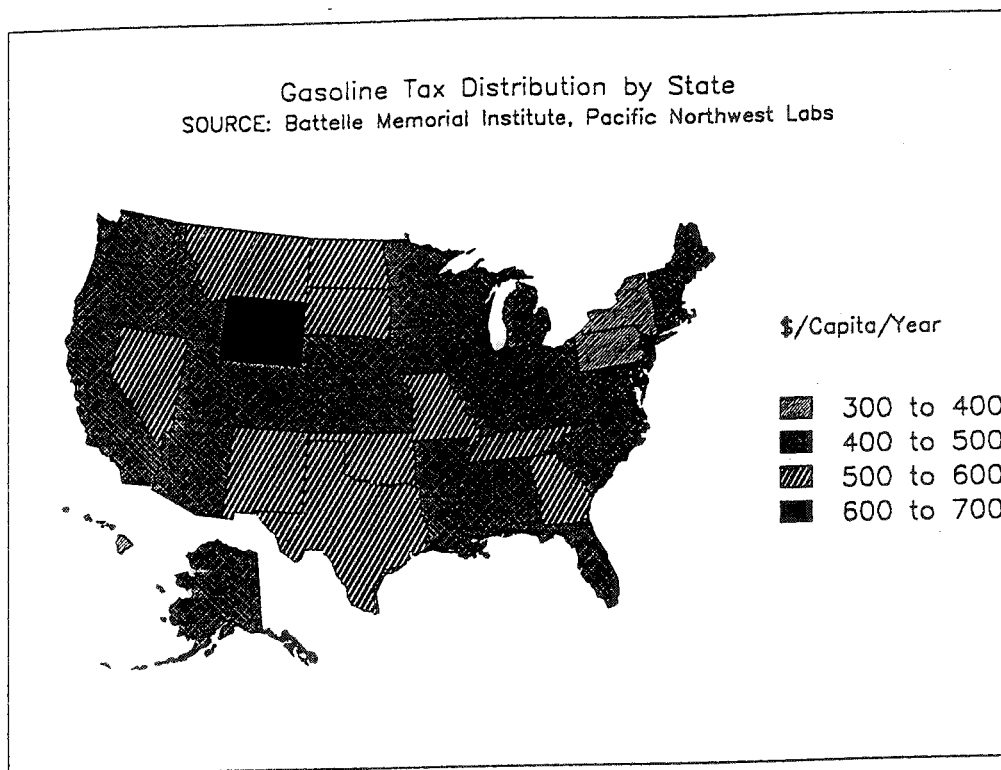 Gasoline Tax Distribution by State
SOURCE: Battelle Memorial Institute, Pacific Northwest Labs
$/Capita/Year
300 to 400
400 to 500
500 to 600
600 to 700